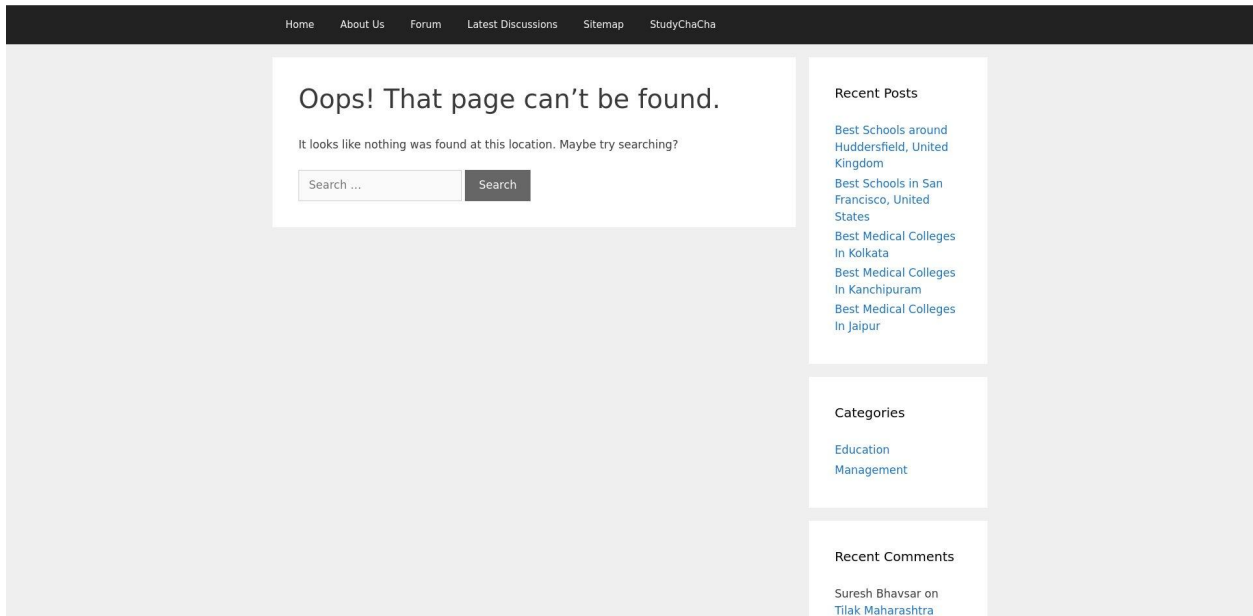 Home About Us Forum Latest Discussions Sitemap StudyChaCha
Oops! That page can’t be found.
It looks like nothing was found at this location. Maybe try searching?
Search …
Search
Recent Posts
Best Schools around
Huddersfield, United
Kingdom
Best Schools in San
Francisco, United
States
Best Medical Colleges
In Kolkata
Best Medical Colleges
In Kanchipuram
Best Medical Colleges
In Jaipur
Categories
Education
Management
Recent Comments
Suresh Bhavsar on
Tilak Maharashtra